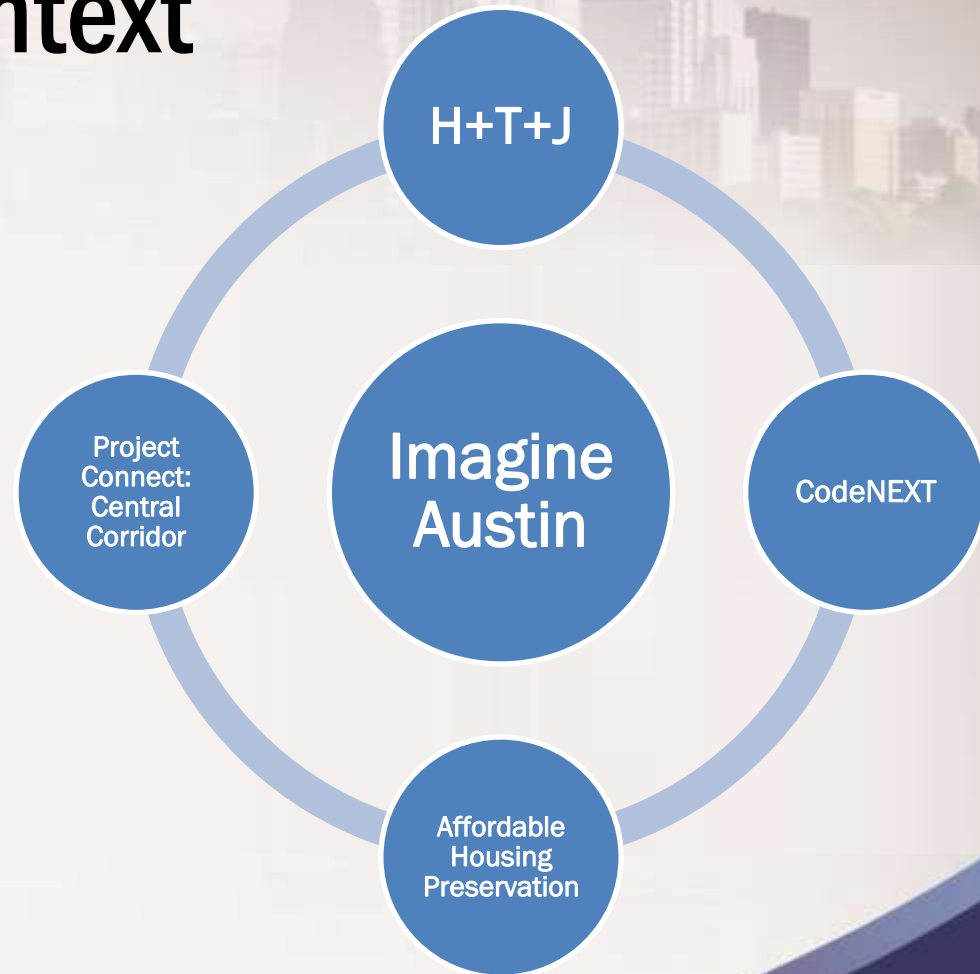 ntext
H+T+J
Imagine
Austin
Project
Connect:
Central
Corridor
CodeNEXT
Affordable
Housing
Preservation